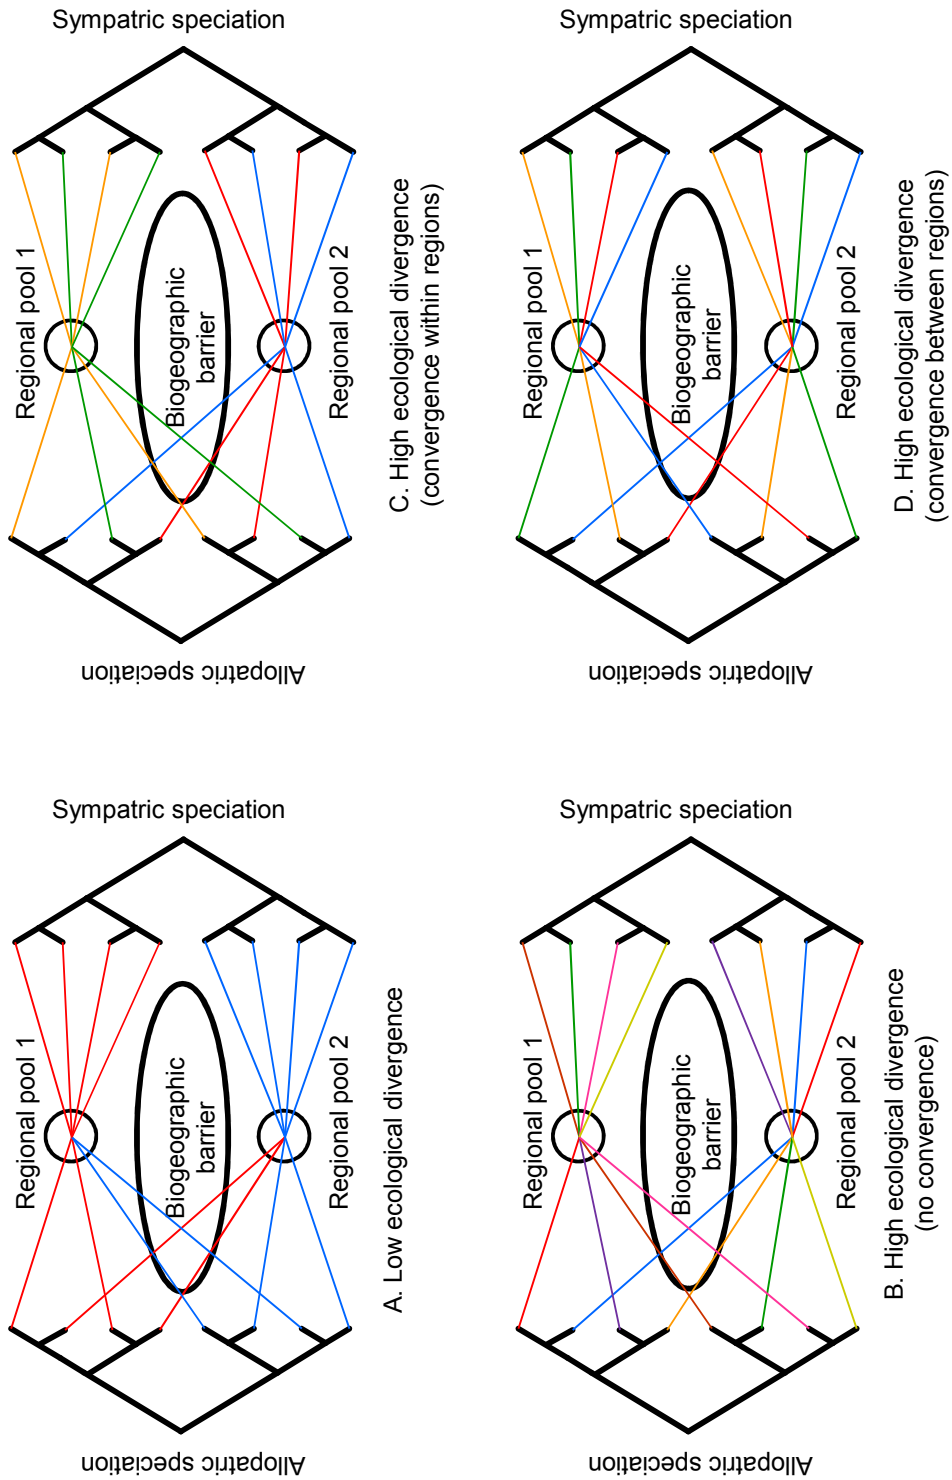 Allopatric speciation
Regional pool 1
Biogeographic
barrier
Regional pool 2
Sympatric speciation
A. Low ecological divergence
Allopatric speciation
Regional pool 1
Biogeographic
barrier
Regional pool 2
Sympatric speciation
B. High ecological divergence
(no convergence)
Allopatric speciation
Regional pool 1
Biogeographic
barrier
Regional pool 2
Sympatric speciation
C. High ecological divergence
(convergence within regions)
Allopatric speciation
Regional pool 1
Biogeographic
barrier
Regional pool 2
Sympatric speciation
D. High ecological divergence
(convergence between regions)